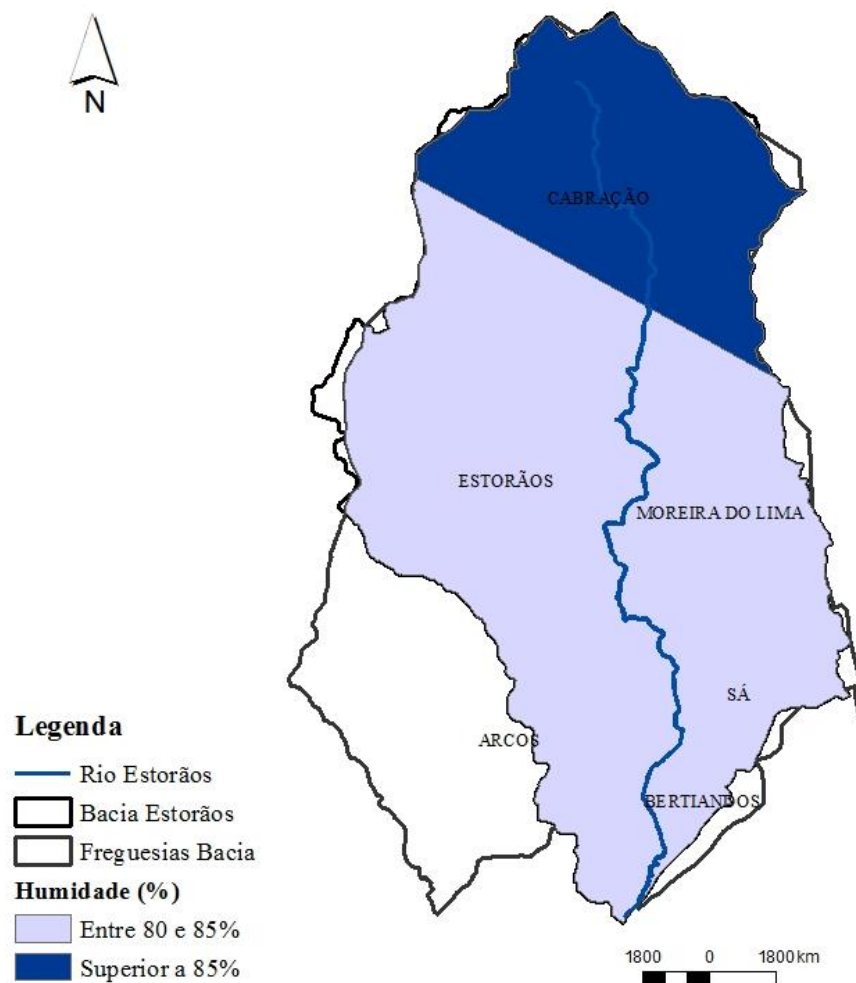 N
CABRAÇÃO
ESTORÃOS
MOREIRA DO LIMA
SÁ
ARCOS
BERTIANDOS
Legenda
Rio Estorãos
Bacia Estorãos
Freguesias Bacia
Humidade (%)
Entre 80 e 85%
Superior a 85%
1800 0 1800 km